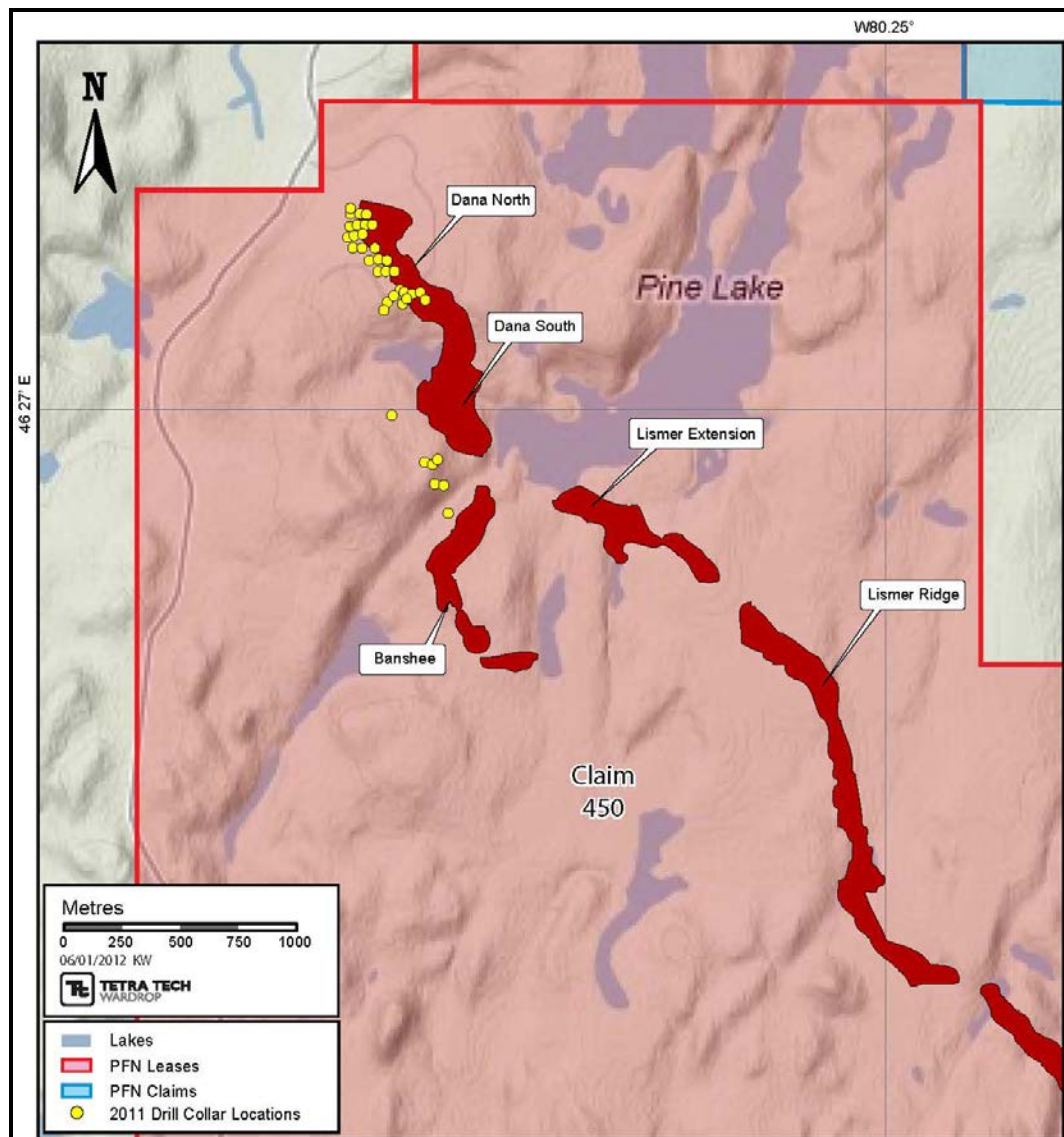 W80.25°
N
Dana North
Pine Lake
Dana South
46 27' E
Lismer Extension
Lismer Ridge
Banshee
Claim
450
Metres
0 250 500 750 1000
06/01/2012 KW
Tt TETRA TECH
WARDROP
Lakes
PFN Leases
PFN Claims
2011 Drill Collar Locations